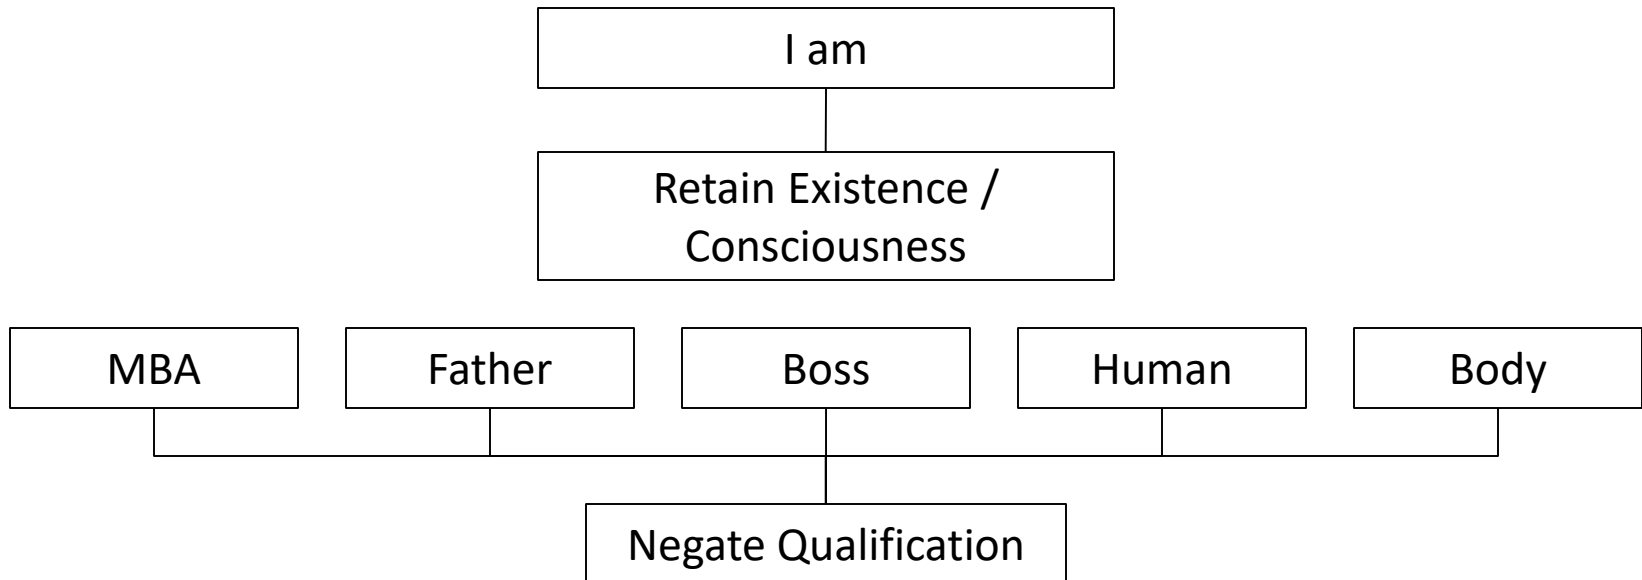 I am
Retain Existence /
Consciousness
MBA
Father
Boss
Human
Body
Negate Qualification